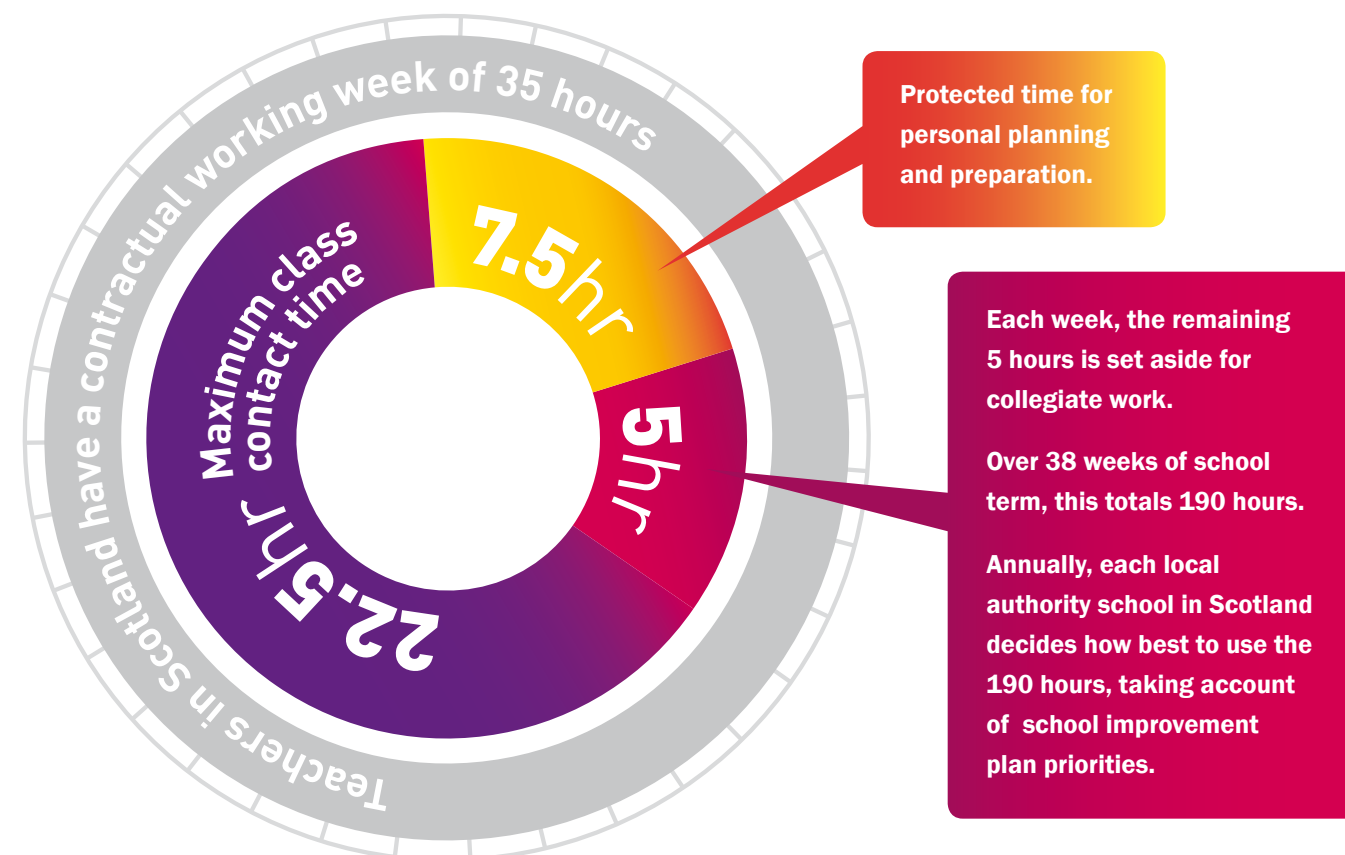 Teachers in Scotland have a contractual working week of 35 hours
22.5hr
Maximum class
contact time
7.5hr
5hr
Protected time for
personal planning
and preparation.
Each week, the remaining
5 hours is set aside for
collegiate work.
Over 38 weeks of school
term, this totals 190 hours.
Annually, each local
authority school in Scotland
decides how best to use the
190 hours, taking account
of school improvement
plan priorities.